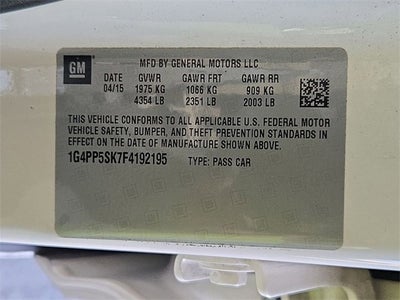 GM
MFD BY GENERAL MOTORS LLC
DATE GVWR GAWR FRT GAWR RR
04/15 1975 KG 1066 KG 909 KG
4354 LB 2351 LB 2003 LB
THIS VEHICLE CONFORMS TO ALL APPLICABLE U.S. FEDERAL MOTOR
VEHICLE SAFETY, BUMPER, AND THEFT PREVENTION STANDARDS IN
EFFECT ON THE DATE OF MANUFACTURE SHOWN ABOVE.
1G4PP5SK7F4192195 TYPE: PASS CAR